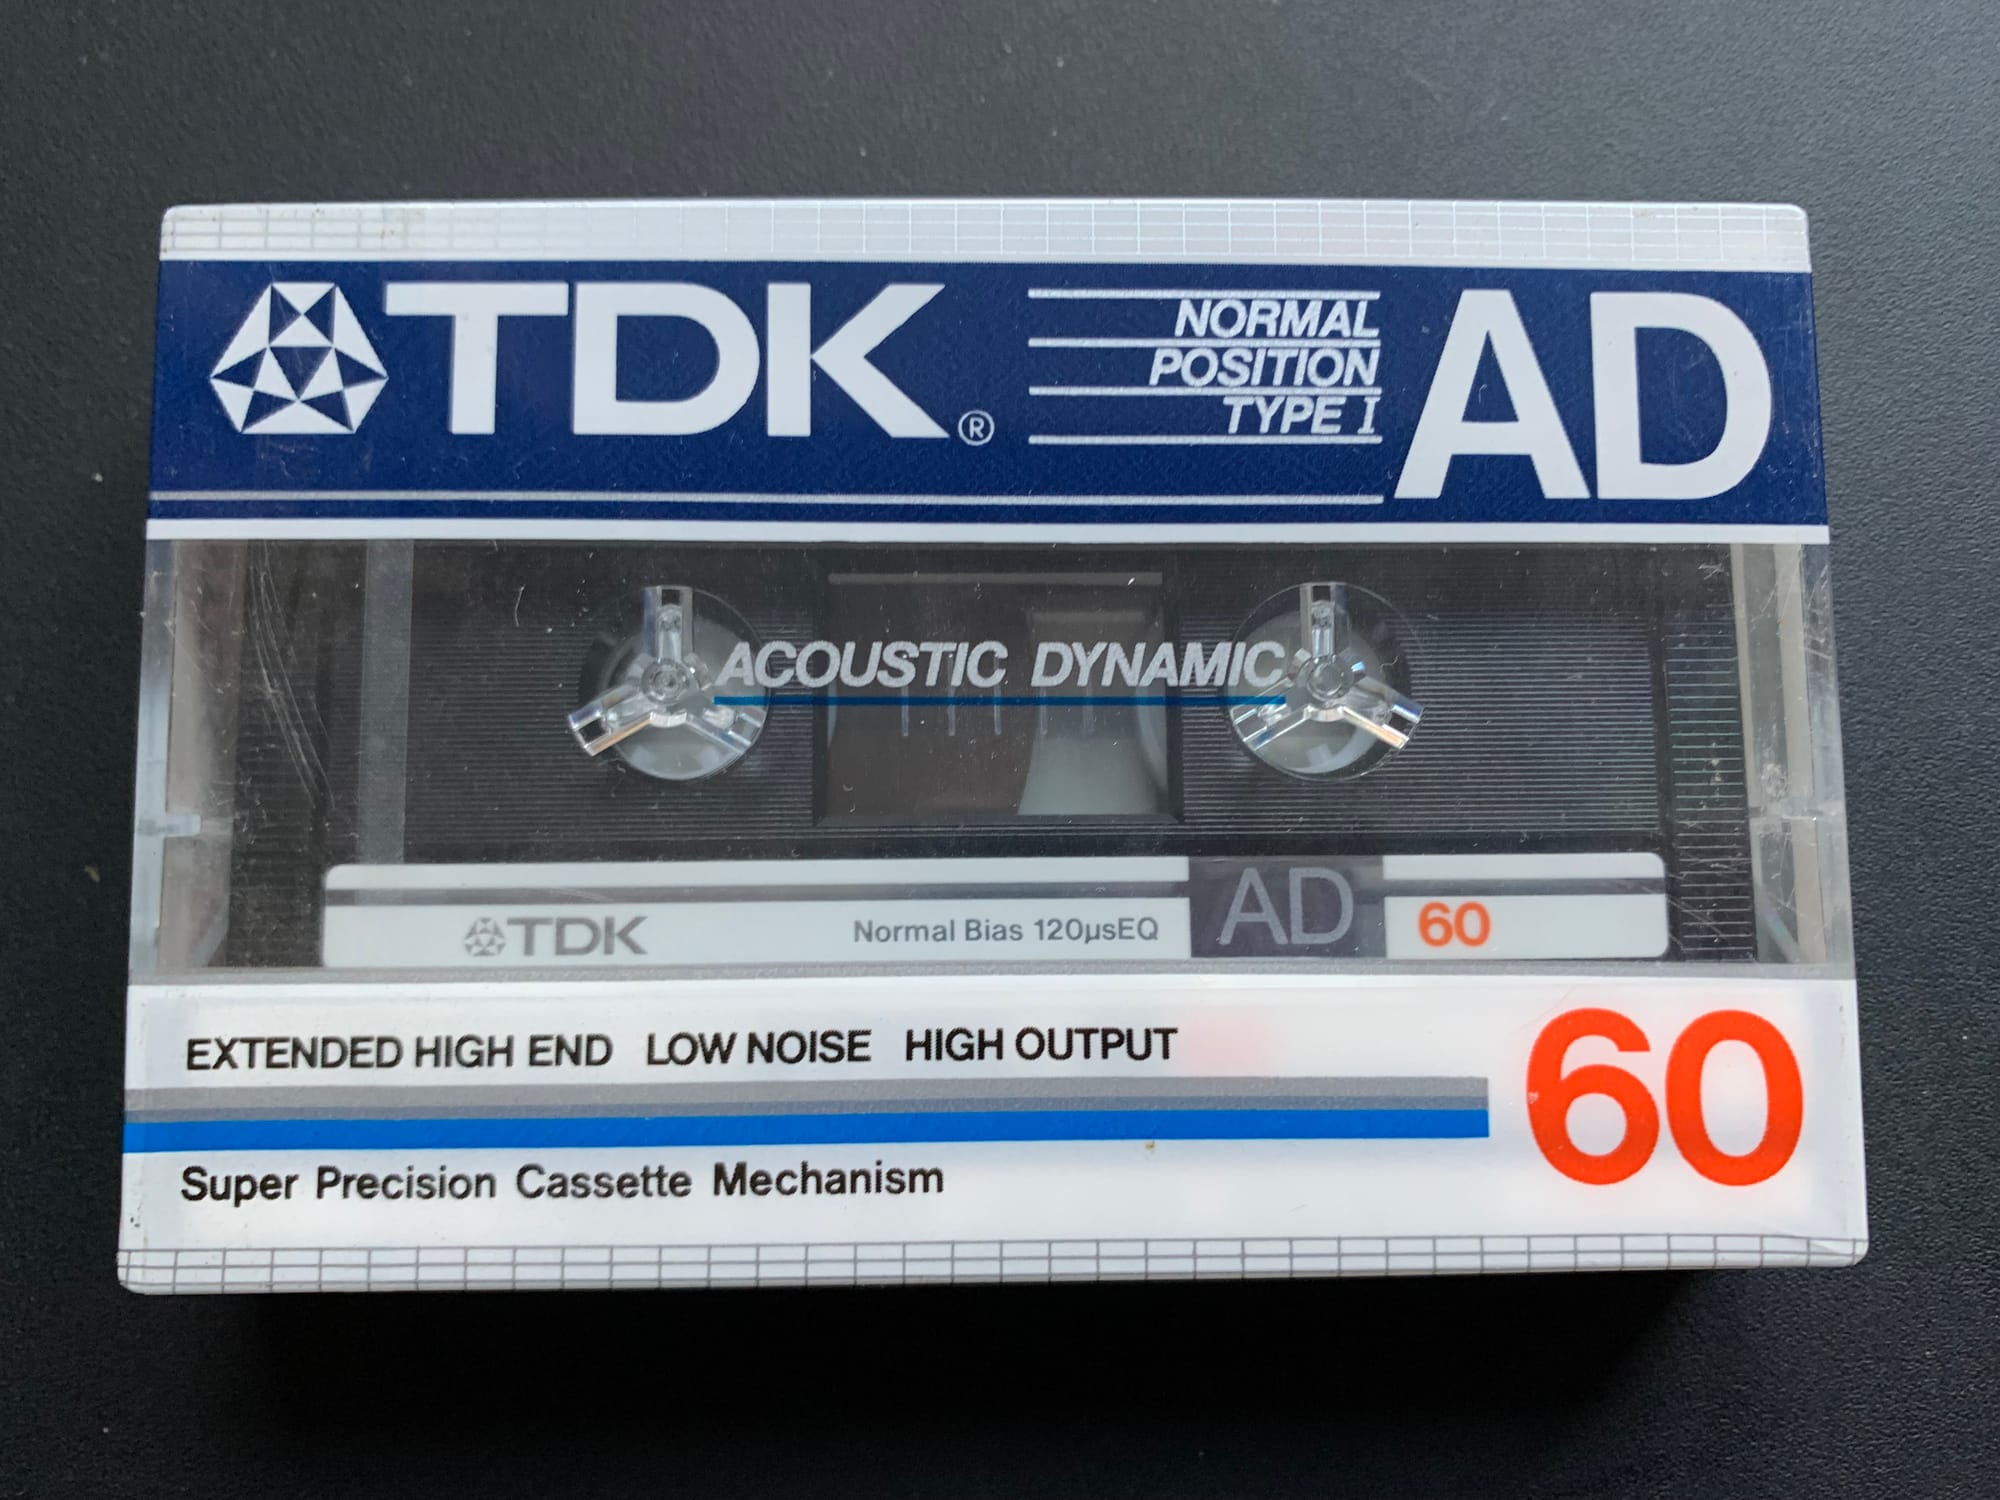 TDK®
NORMAL
POSITION
TYPE I
AD
ACOUSTIC DYNAMIC
TDK Normal Bias 120µsEQ AD 60
EXTENDED HIGH END LOW NOISE HIGH OUTPUT
60
Super Precision Cassette Mechanism